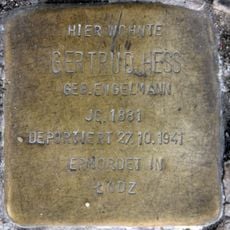 HIER WOHNTE
GERTRUD HESS
GEB. ENGELMANN
JG. 1881
DEPORTIERT 27.10.1941
ERMORDET IN
ŁODZ